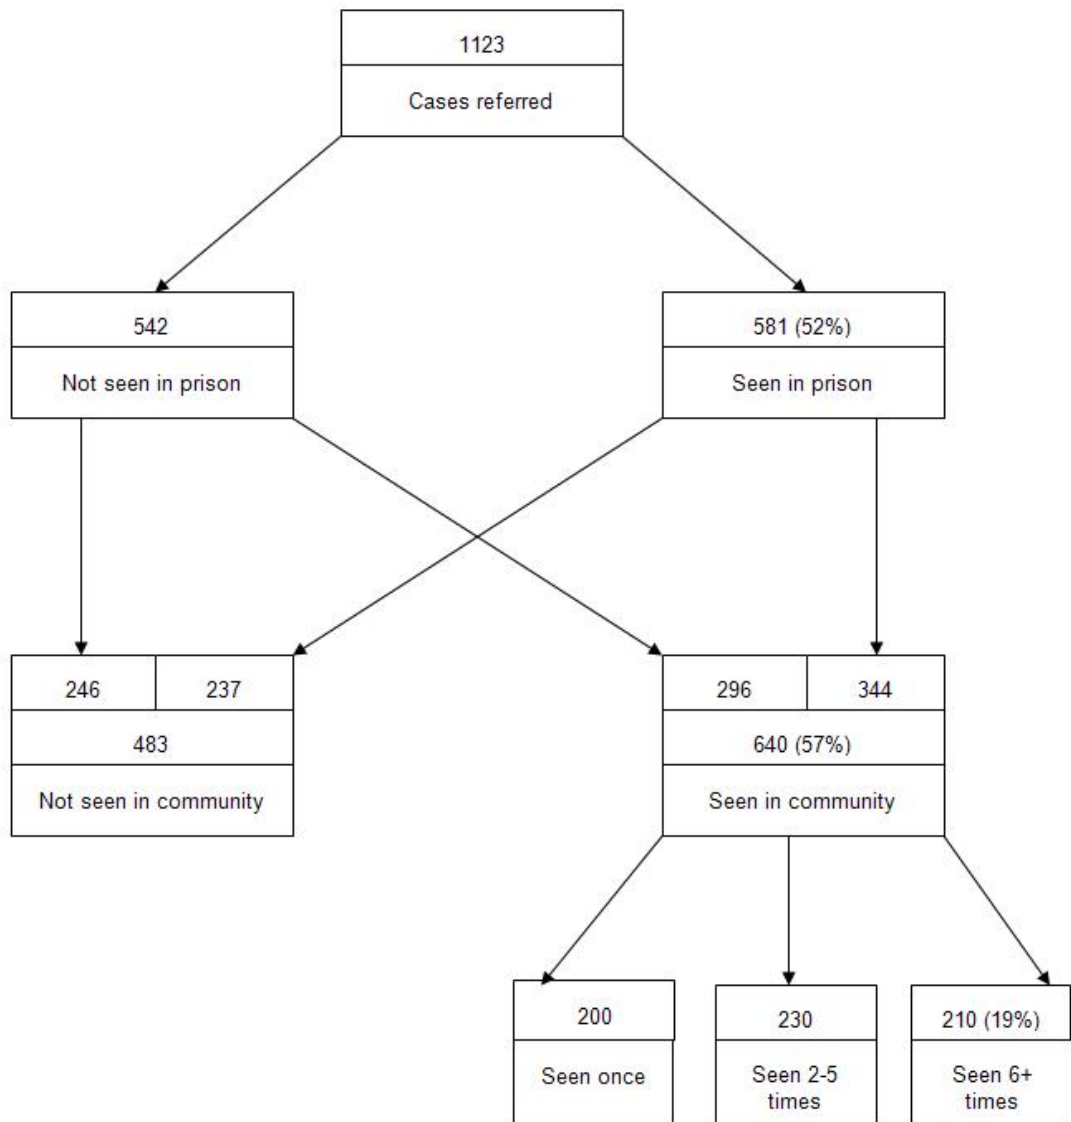 1123
Cases referred
542
581 (52%)
Not seen in prison
Seen in prison
246
237
296
344
483
640 (57%)
Not seen in community
Seen in community
200
230
210 (19%)
Seen once
Seen 2-5
times
Seen 6+
times